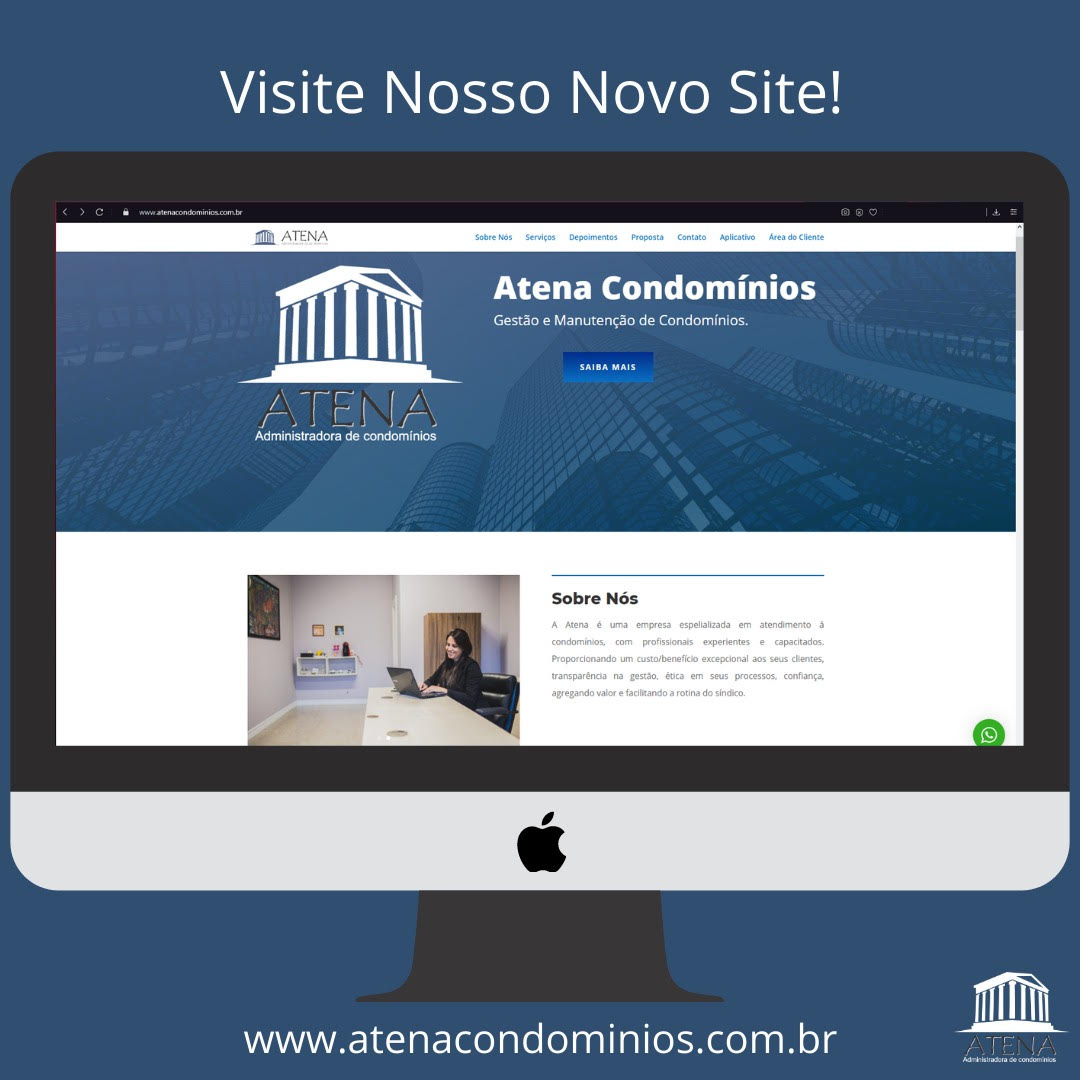 Visite Nosso Novo Site!
www.atenacondominios.com.br
ATENA
Sobre Nós Serviços Depoimentos Proposta Contato Aplicativo Área do Cliente
ATENA
Administradora de condomínios
Atena Condomínios
Gestão e Manutenção de Condomínios.
SAIBA MAIS
Sobre Nós
A Atena é uma empresa espelializada em atendimento á
condomínios, com profissionais experientes e capacitados.
Proporcionando um custo/benefício excepcional aos seus clientes,
transparência na gestão, ética em seus processos, confiança,
agregando valor e facilitando a rotina do síndico.
www.atenacondominios.com.br
ATENA
Administradora de condomínios